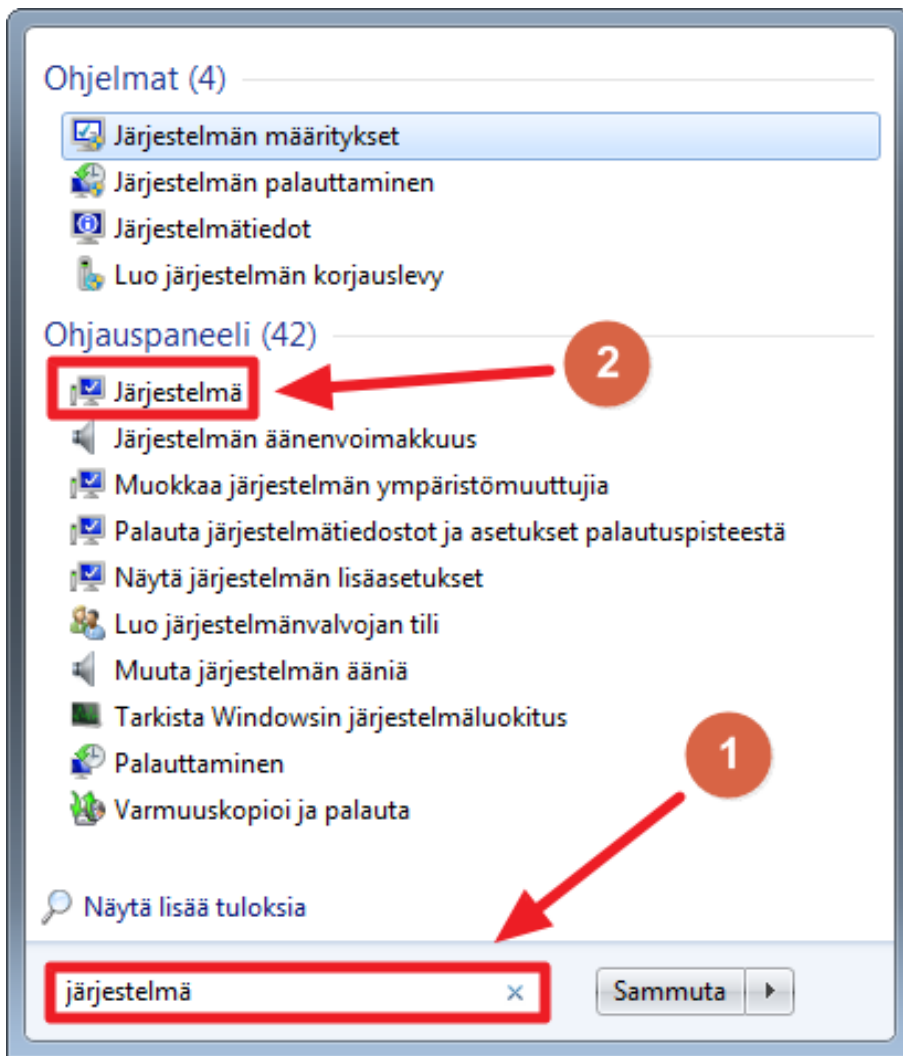 Ohjelmat (4)
Järjestelmän määritykset
Järjestelmän palauttaminen
Järjestelmätiedot
Luo järjestelmän korjauslevy
Ohjauspaneeli (42)
2
Järjestelmä
Järjestelmän äänenvoimakkuus
Muokkaa järjestelmän ympäristömuuttujia
Palauta järjestelmätiedostot ja asetukset palautuspisteestä
Näytä järjestelmän lisäasetukset
Luo järjestelmänvalvojan tili
Muuta järjestelmän ääniä
Tarkista Windowsin järjestelmäluokitus
1
Palauttaminen
Varmuuskopioi ja palauta
Näytä lisää tuloksia
järjestelmä
Sammuta